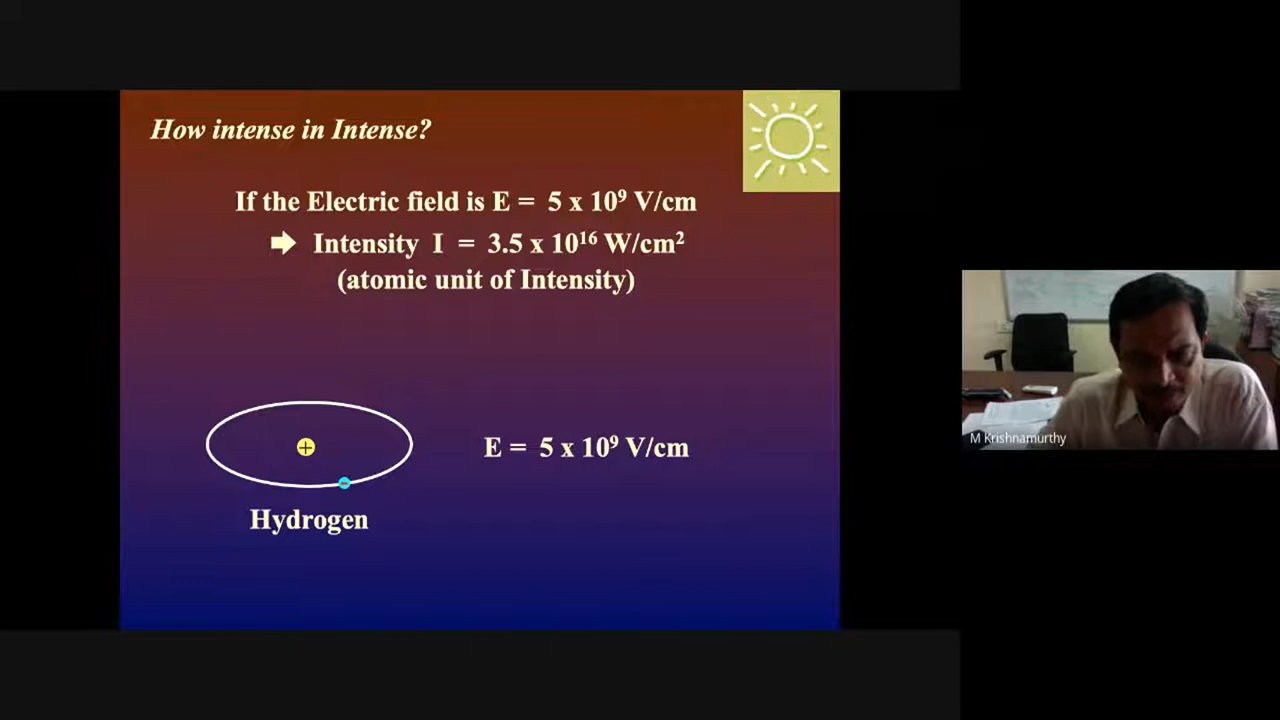 How intense in Intense?
If the Electric field is E = 5 x 10⁹ V/cm
Intensity I = 3.5 x 10¹⁶ W/cm²
(atomic unit of Intensity)
E = 5 x 10⁹ V/cm
Hydrogen
M Krishnamurthy